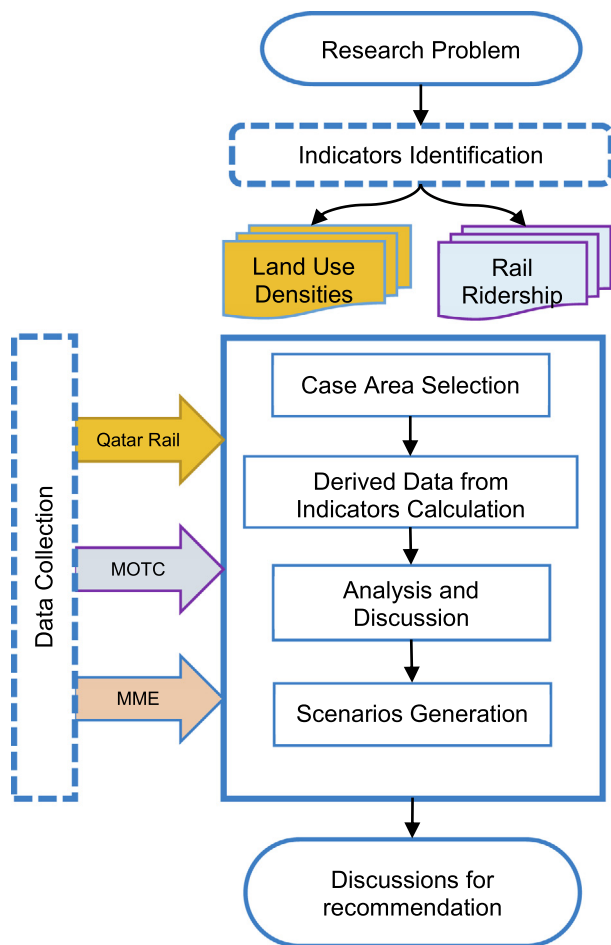 Research Problem
Indicators Identification
Land Use
Densities
Rail
Ridership
Data Collection
Qatar Rail
MOTC
MME
Case Area Selection
Derived Data from
Indicators Calculation
Analysis and
Discussion
Scenarios Generation
Discussions for
recommendation